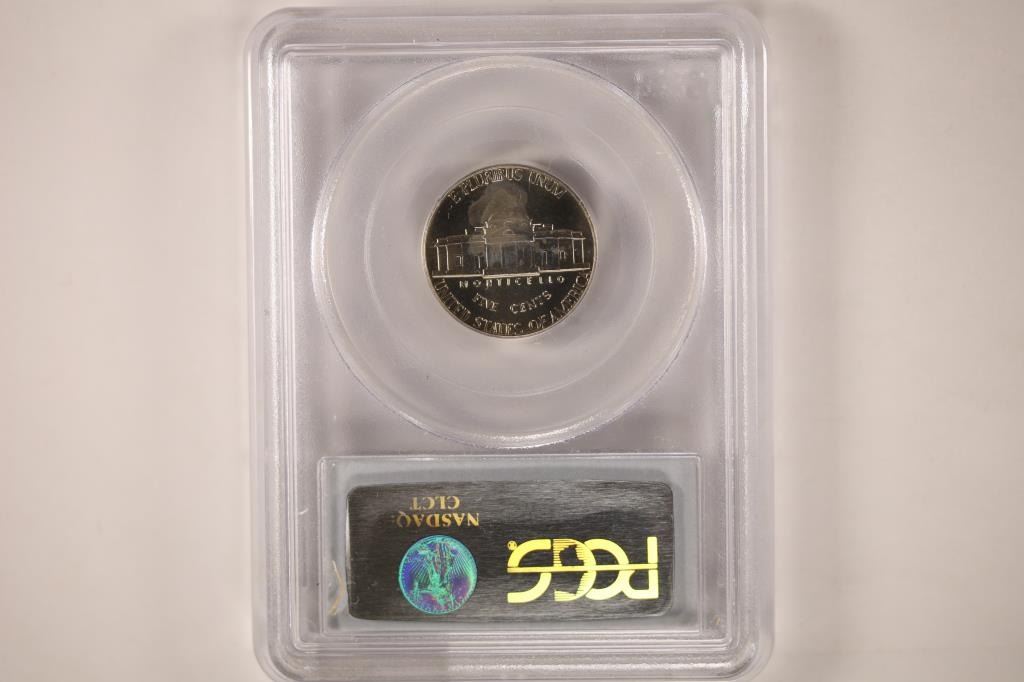 E PLURIBUS UNUM
MONTICELLO
FIVE CENTS
UNITED STATES OF AMERICA
NASDAQ:
CLCT
PCGS®